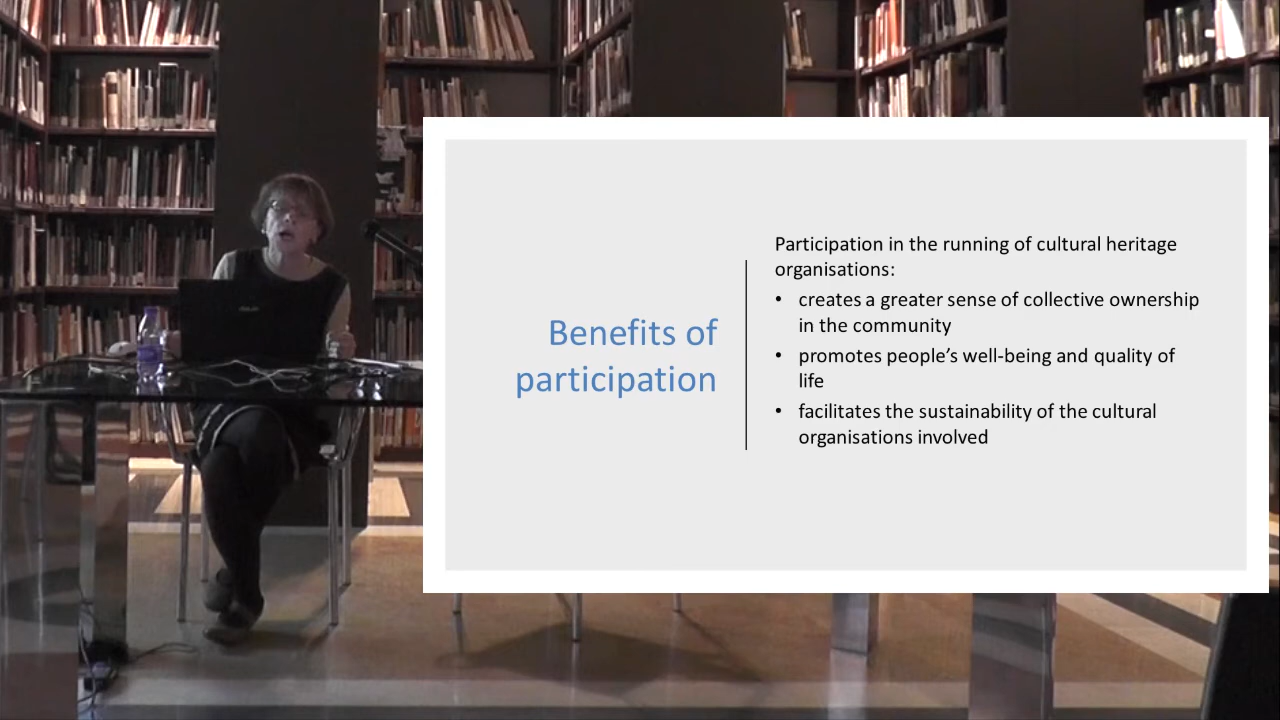 Benefits of
participation
Participation in the running of cultural heritage
organisations:
• creates a greater sense of collective ownership
in the community
• promotes people's well-being and quality of
life
• facilitates the sustainability of the cultural
organisations involved